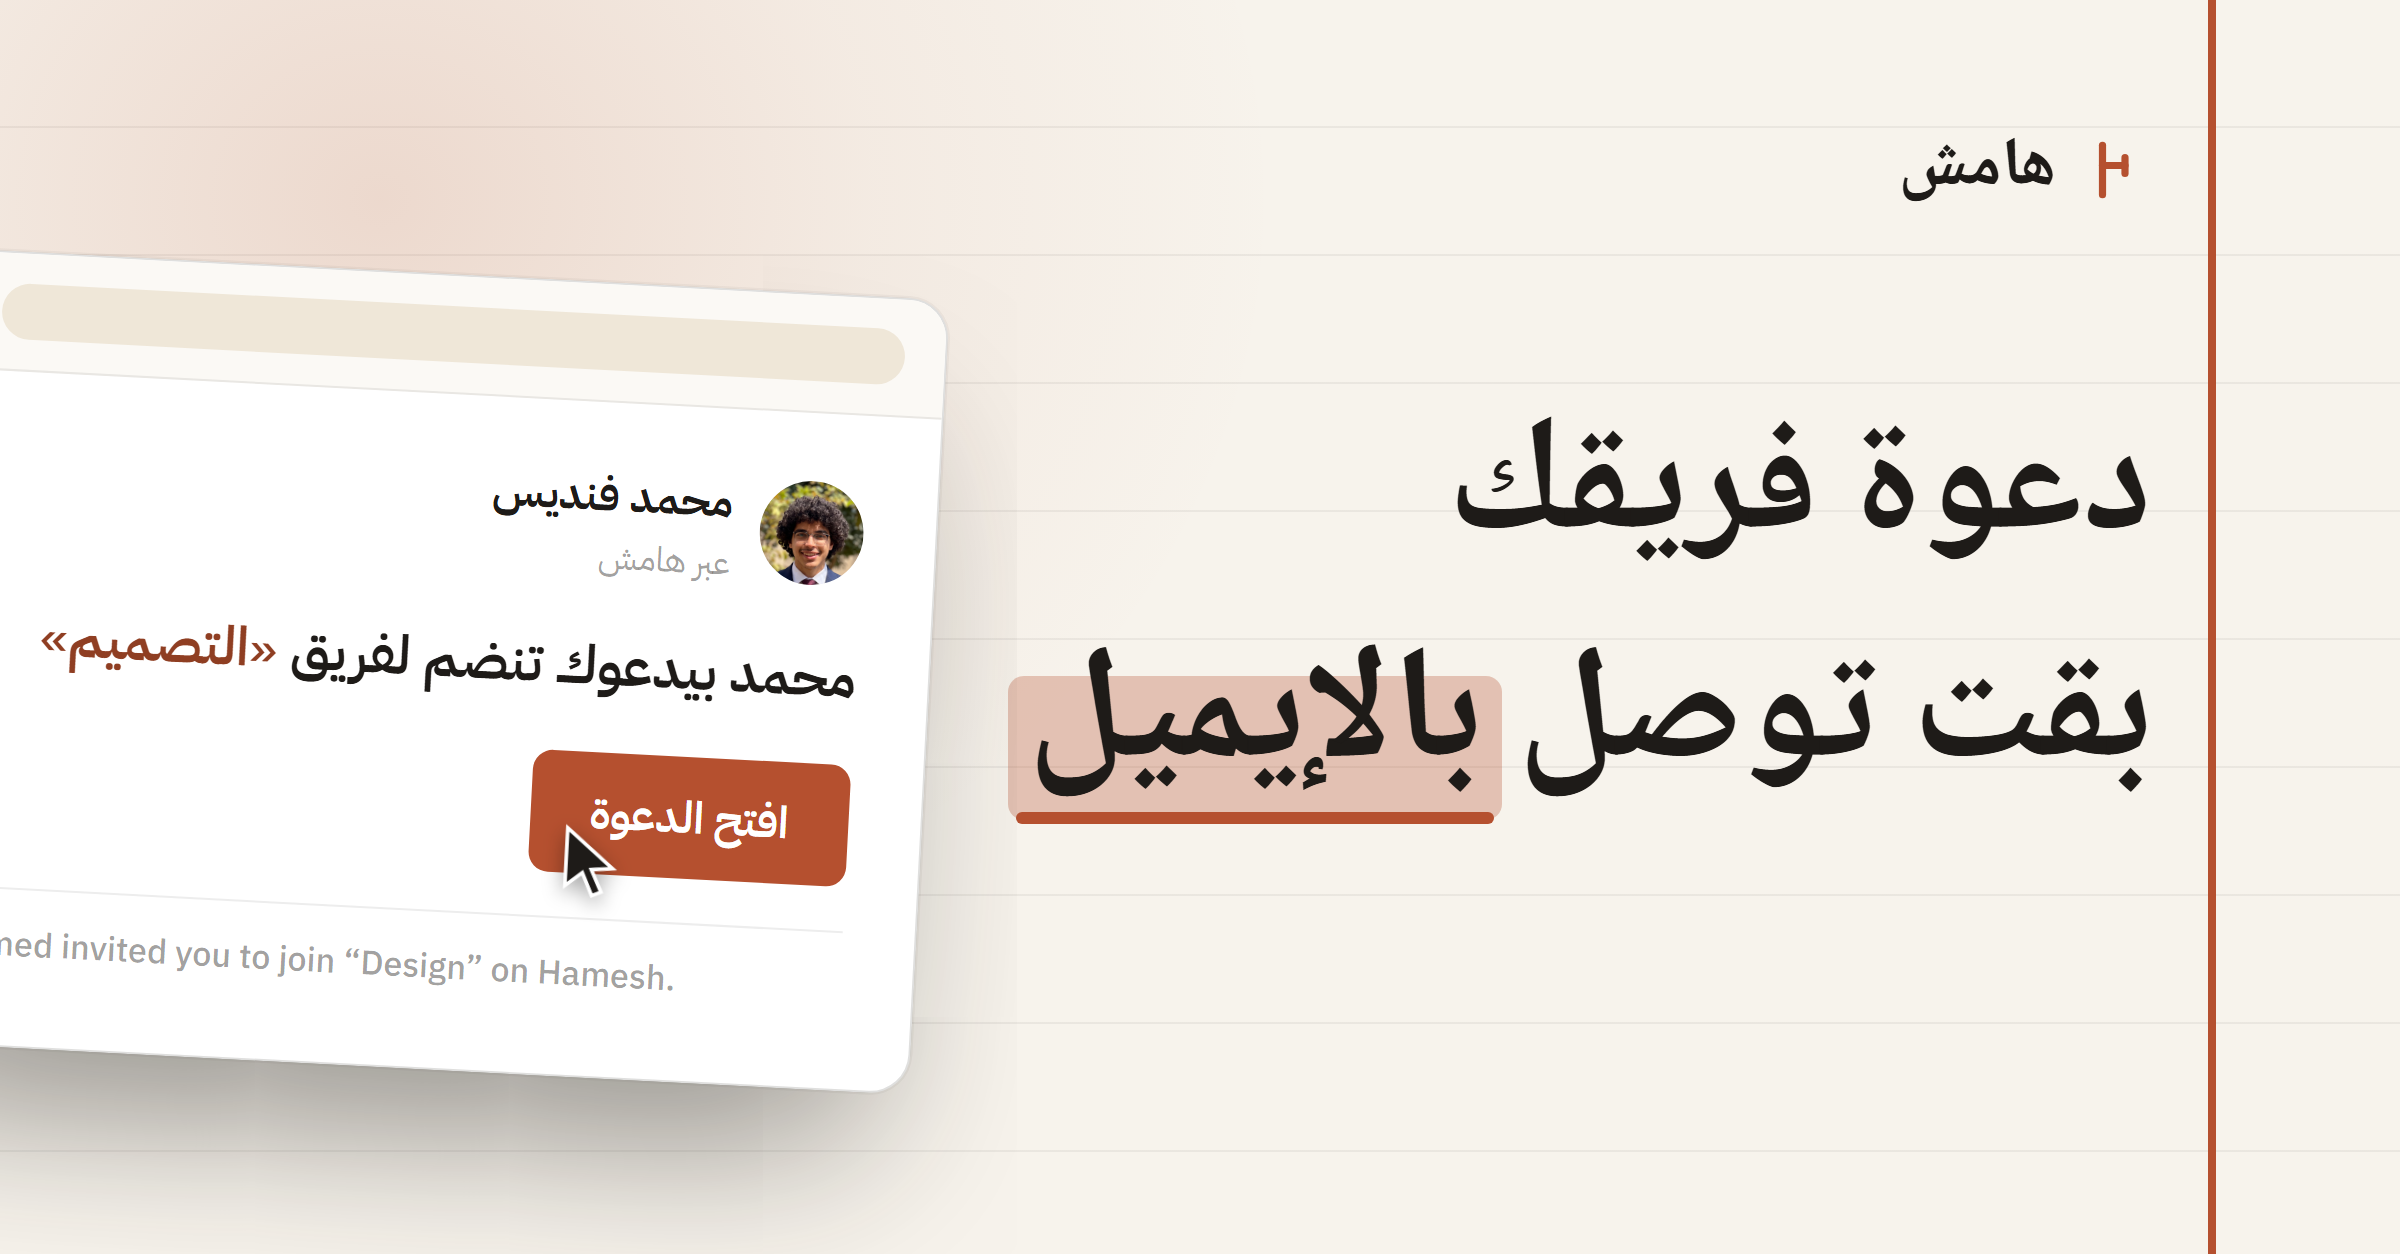 هامش
دعوة فريقك
بقت توصل بالإيميل
محمد فنديس
عبر هامش
محمد بيدعوك تنضم لفريق «التصميم»
افتح الدعوة
invited you to join “Design” on Hamesh.